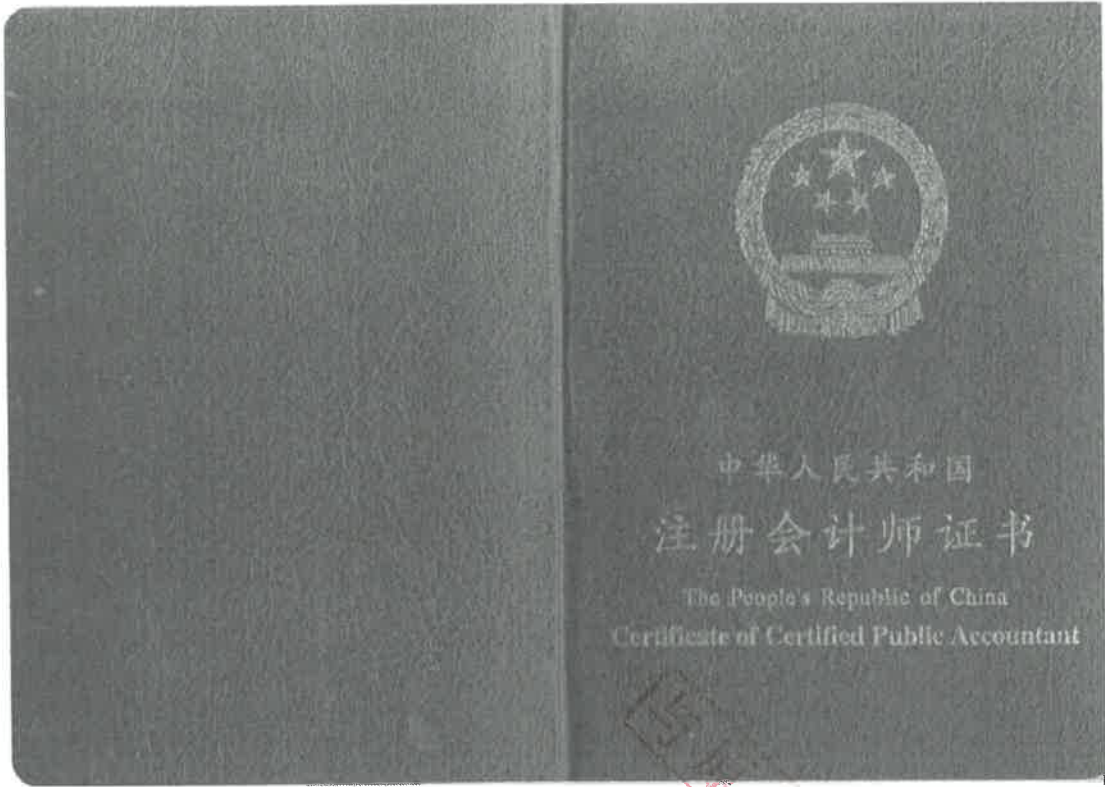 中华人民共和国
注册会计师证书
The People's Republic of China
Certificate of Certified Public Accountant